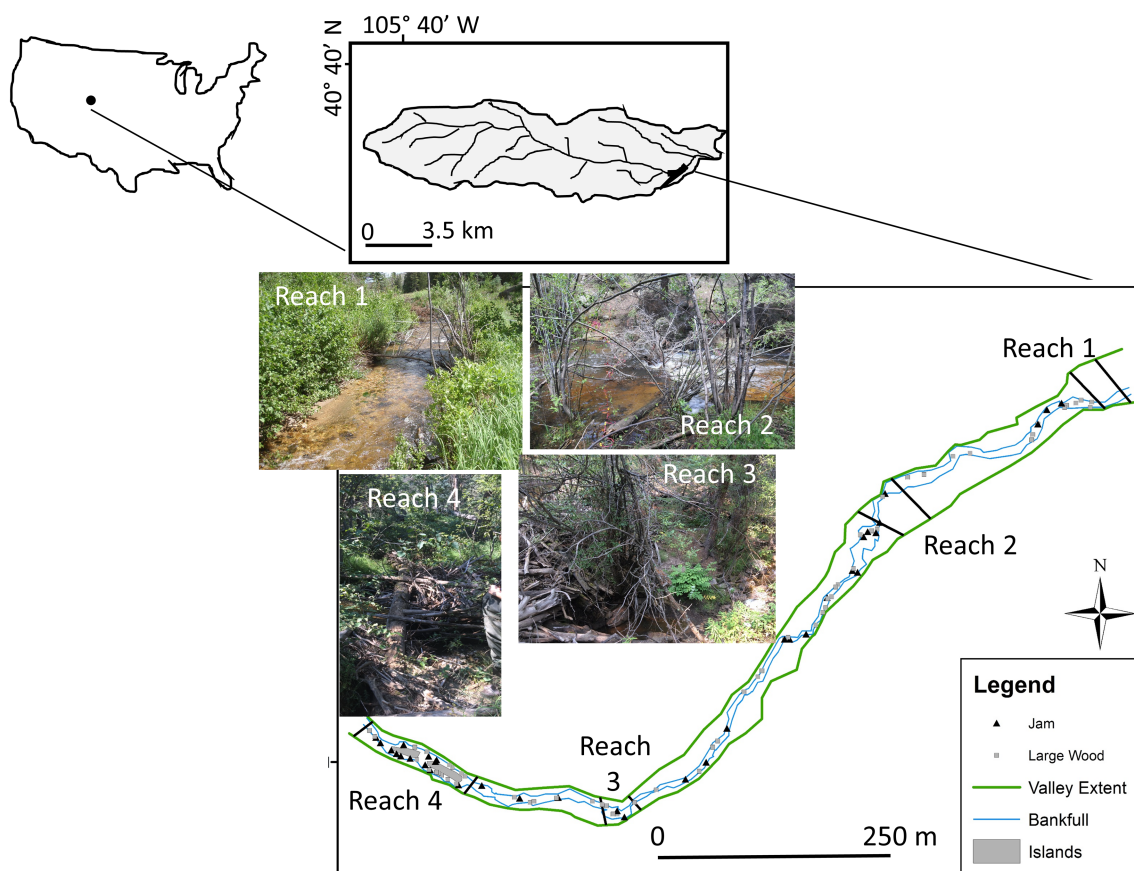 105° 40’ W
40° 40’ N
0 3.5 km
Reach 1
Reach 2
Reach 3
Reach 4
Reach 1
Reach 2
Reach
3
Reach 4
0 250 m
N
Legend
Jam
Large Wood
Valley Extent
Bankfull
Islands